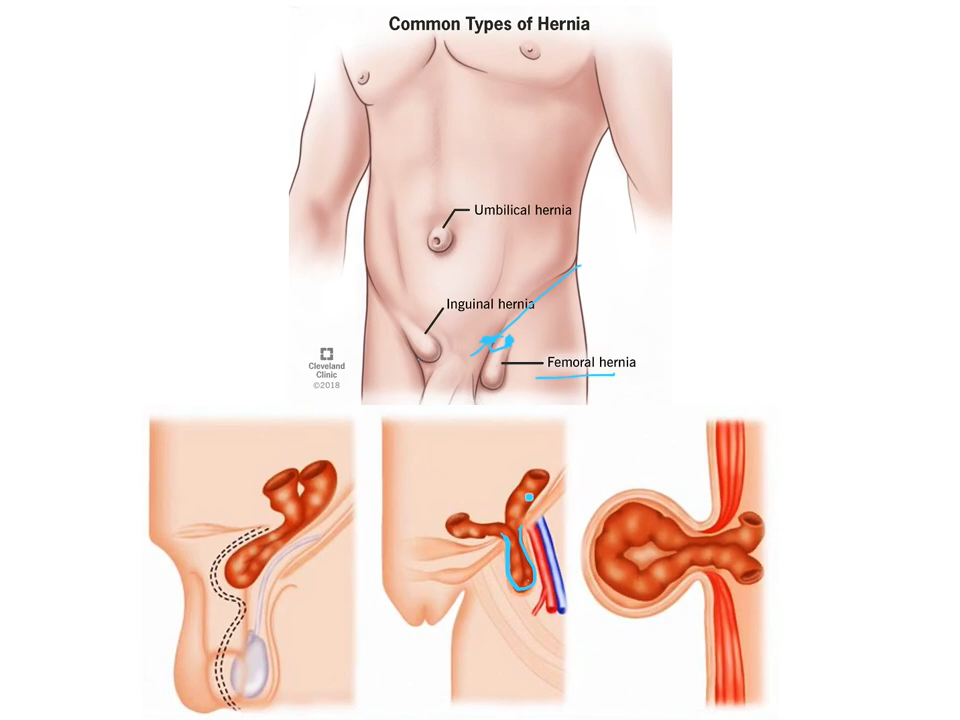 Common Types of Hernia
Umbilical hernia
Inguinal hernia
Femoral hernia
Cleveland
Clinic
©2018